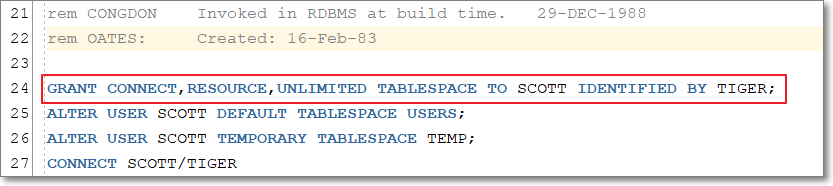 21 rem CONGDON    Invoked in RDBMS at build time.   29-DEC-1988
22 rem OATES:     Created: 16-Feb-83
23
24 GRANT CONNECT,RESOURCE,UNLIMITED TABLESPACE TO SCOTT IDENTIFIED BY TIGER;
25 ALTER USER SCOTT DEFAULT TABLESPACE USERS;
26 ALTER USER SCOTT TEMPORARY TABLESPACE TEMP;
27 CONNECT SCOTT/TIGER